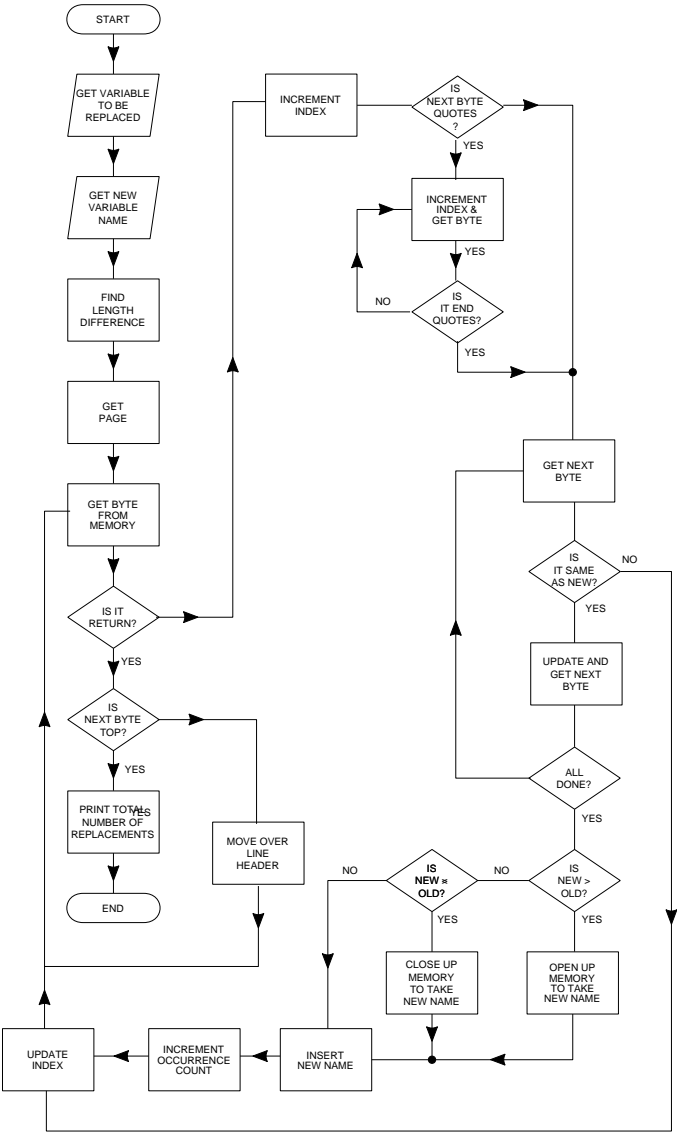 START
GET VARIABLE
TO BE
REPLACED
GET NEW
VARIABLE
NAME
FIND
LENGTH
DIFFERENCE
GET
PAGE
GET BYTE
FROM
MEMORY
IS IT
RETURN?
YES
IS
NEXT BYTE
TOP?
YES
PRINT TOTAL
YES
NUMBER OF
REPLACEMENTS
END
MOVE OVER
LINE
HEADER
INCREMENT
INDEX
IS
NEXT BYTE
QUOTES
?
YES
INCREMENT
INDEX &
GET BYTE
YES
IS
IT END
QUOTES?
NO
YES
GET NEXT
BYTE
IS
IT SAME
AS NEW?
NO
YES
UPDATE AND
GET NEXT
BYTE
ALL
DONE?
YES
IS
NEW >
OLD?
NO
YES
IS
NEW =
OLD?
NO
YES
CLOSE UP
MEMORY
TO TAKE
NEW NAME
OPEN UP
MEMORY
TO TAKE
NEW NAME
INSERT
NEW NAME
INCREMENT
OCCURRENCE
COUNT
UPDATE
INDEX